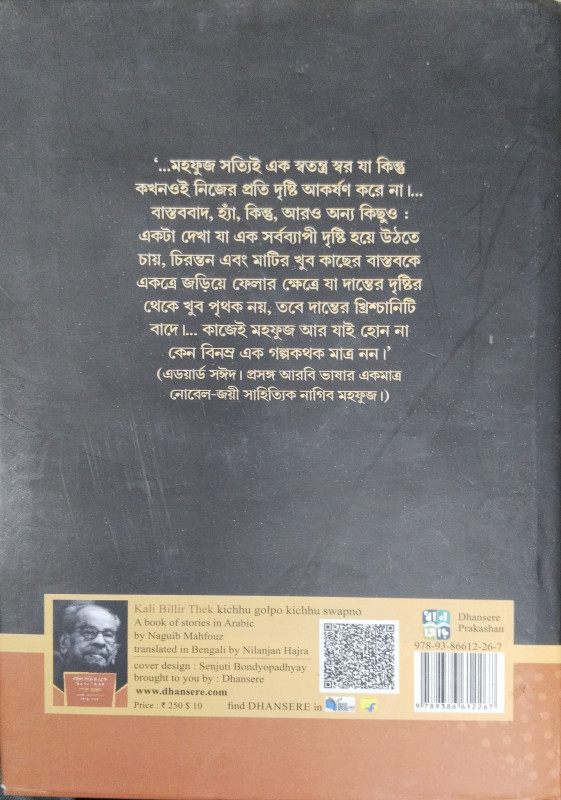 ‘...মহফুজ সত্যিই এক স্বতন্ত্র স্বর যা কিন্তু
কখনওই নিজের প্রতি দৃষ্টি আকর্ষণ করে না।...
বাস্তববাদ, হ্যাঁ, কিন্তু, আরও অন্য কিছুও :
একটা দেখা যা এক সর্বব্যাপী দৃষ্টি হয়ে উঠতে
চায়, চিরন্তন এবং মাটির খুব কাছের বাস্তবকে
একত্রে জড়িয়ে ফেলার ক্ষেত্রে যা দান্তের দৃষ্টির
থেকে খুব পৃথক নয়, তবে দান্তের খ্রিশ্চানিটি
বাদে।... কাজেই মহফুজ আর যাই হোন না
কেন বিনম্র এক গল্পকথক মাত্র নন।’
(এডয়ার্ড সঈদ। প্রসঙ্গ আরবি ভাষার একমাত্র
নোবেল-জয়ী সাহিত্যিক নাগিব মহফুজ।)
Kali Billir Thek kichhu golpo kichhu swapno
A book of stories in Arabic
by Naguib Mahfouz
translated in Bengali by Nilanjan Hajra
cover design : Senjuti Bondyopadhyay
brought to you by : Dhansere
www.dhansere.com
Price : ₹ 250 $ 10
find DHANSERE in
Dhansere
Prakashan
978-93-86612-26-7
9 789386 612267